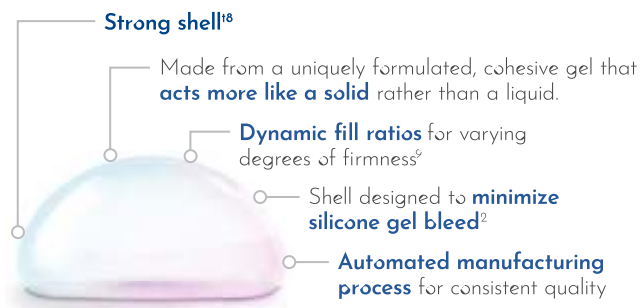 Strong shell†8
Made from a uniquely formulated, cohesive gel that
acts more like a solid rather than a liquid.
Dynamic fill ratios for varying
degrees of firmness9
Shell designed to minimize
silicone gel bleed2
Automated manufacturing
process for consistent quality